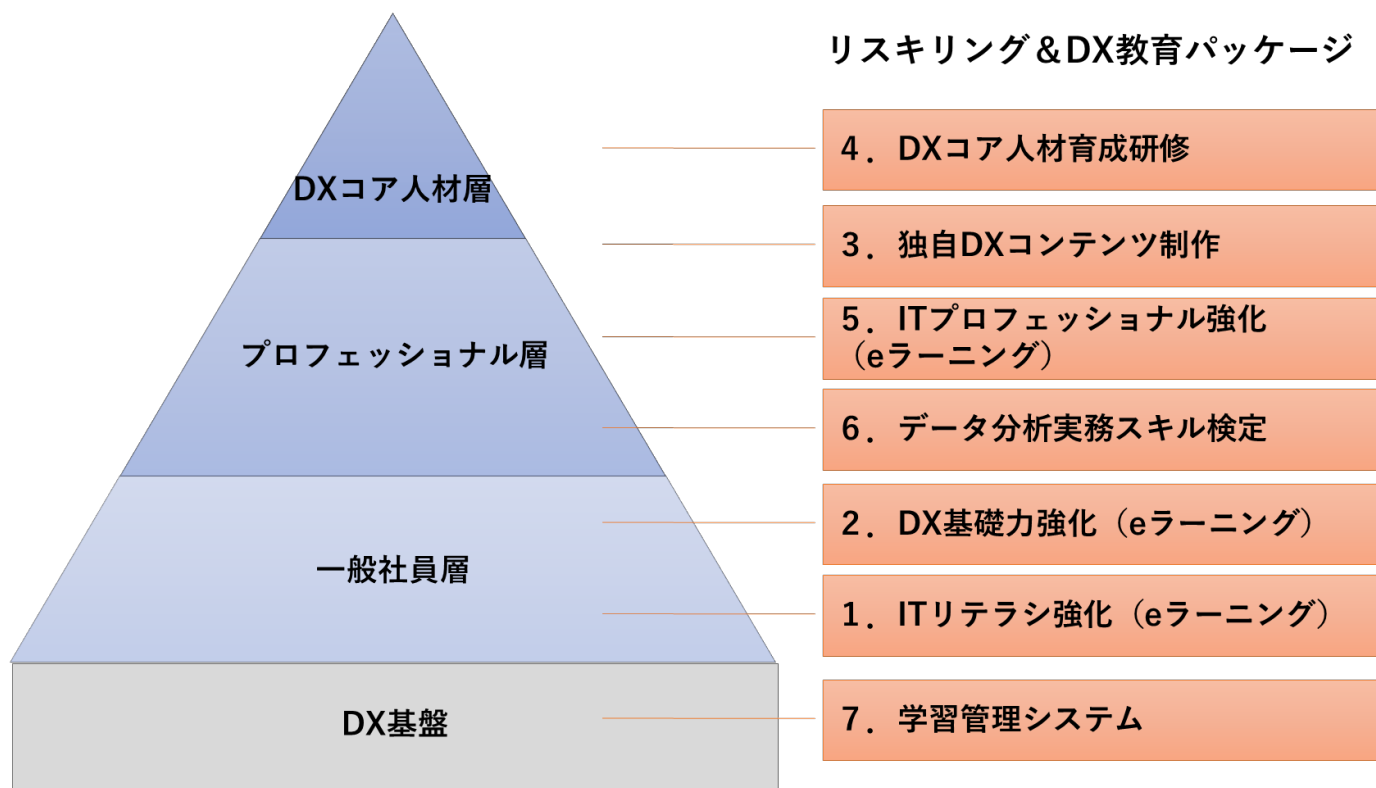 リスキリング＆DX教育パッケージ
DXコア人材層
プロフェッショナル層
一般社員層
DX基盤
4．DXコア人材育成研修
3．独自DXコンテンツ制作
5．ITプロフェッショナル強化
（eラーニング）
6．データ分析実務スキル検定
2．DX基礎力強化（eラーニング）
1．ITリテラシ強化（eラーニング）
7．学習管理システム